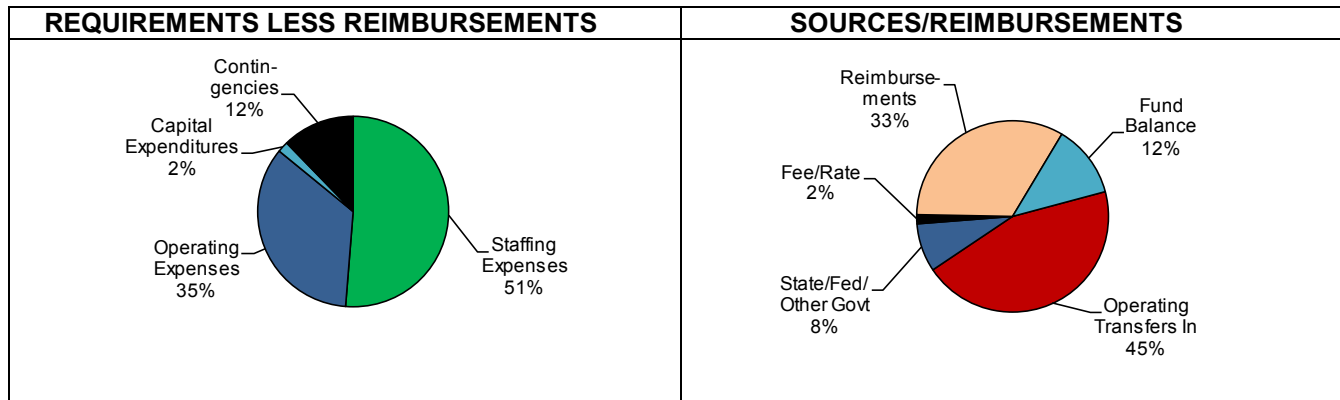 REQUIREMENTS LESS REIMBURSEMENTS
Contin-
gencies
12%
Capital
Expenditures
2%
Operating
Expenses
35%
Staffing
Expenses
51%
SOURCES/REIMBURSEMENTS
Reimburse-
ments
33%
Fund
Balance
12%
Fee/Rate
2%
State/Fed/
Other Govt
8%
Operating
Transfers In
45%